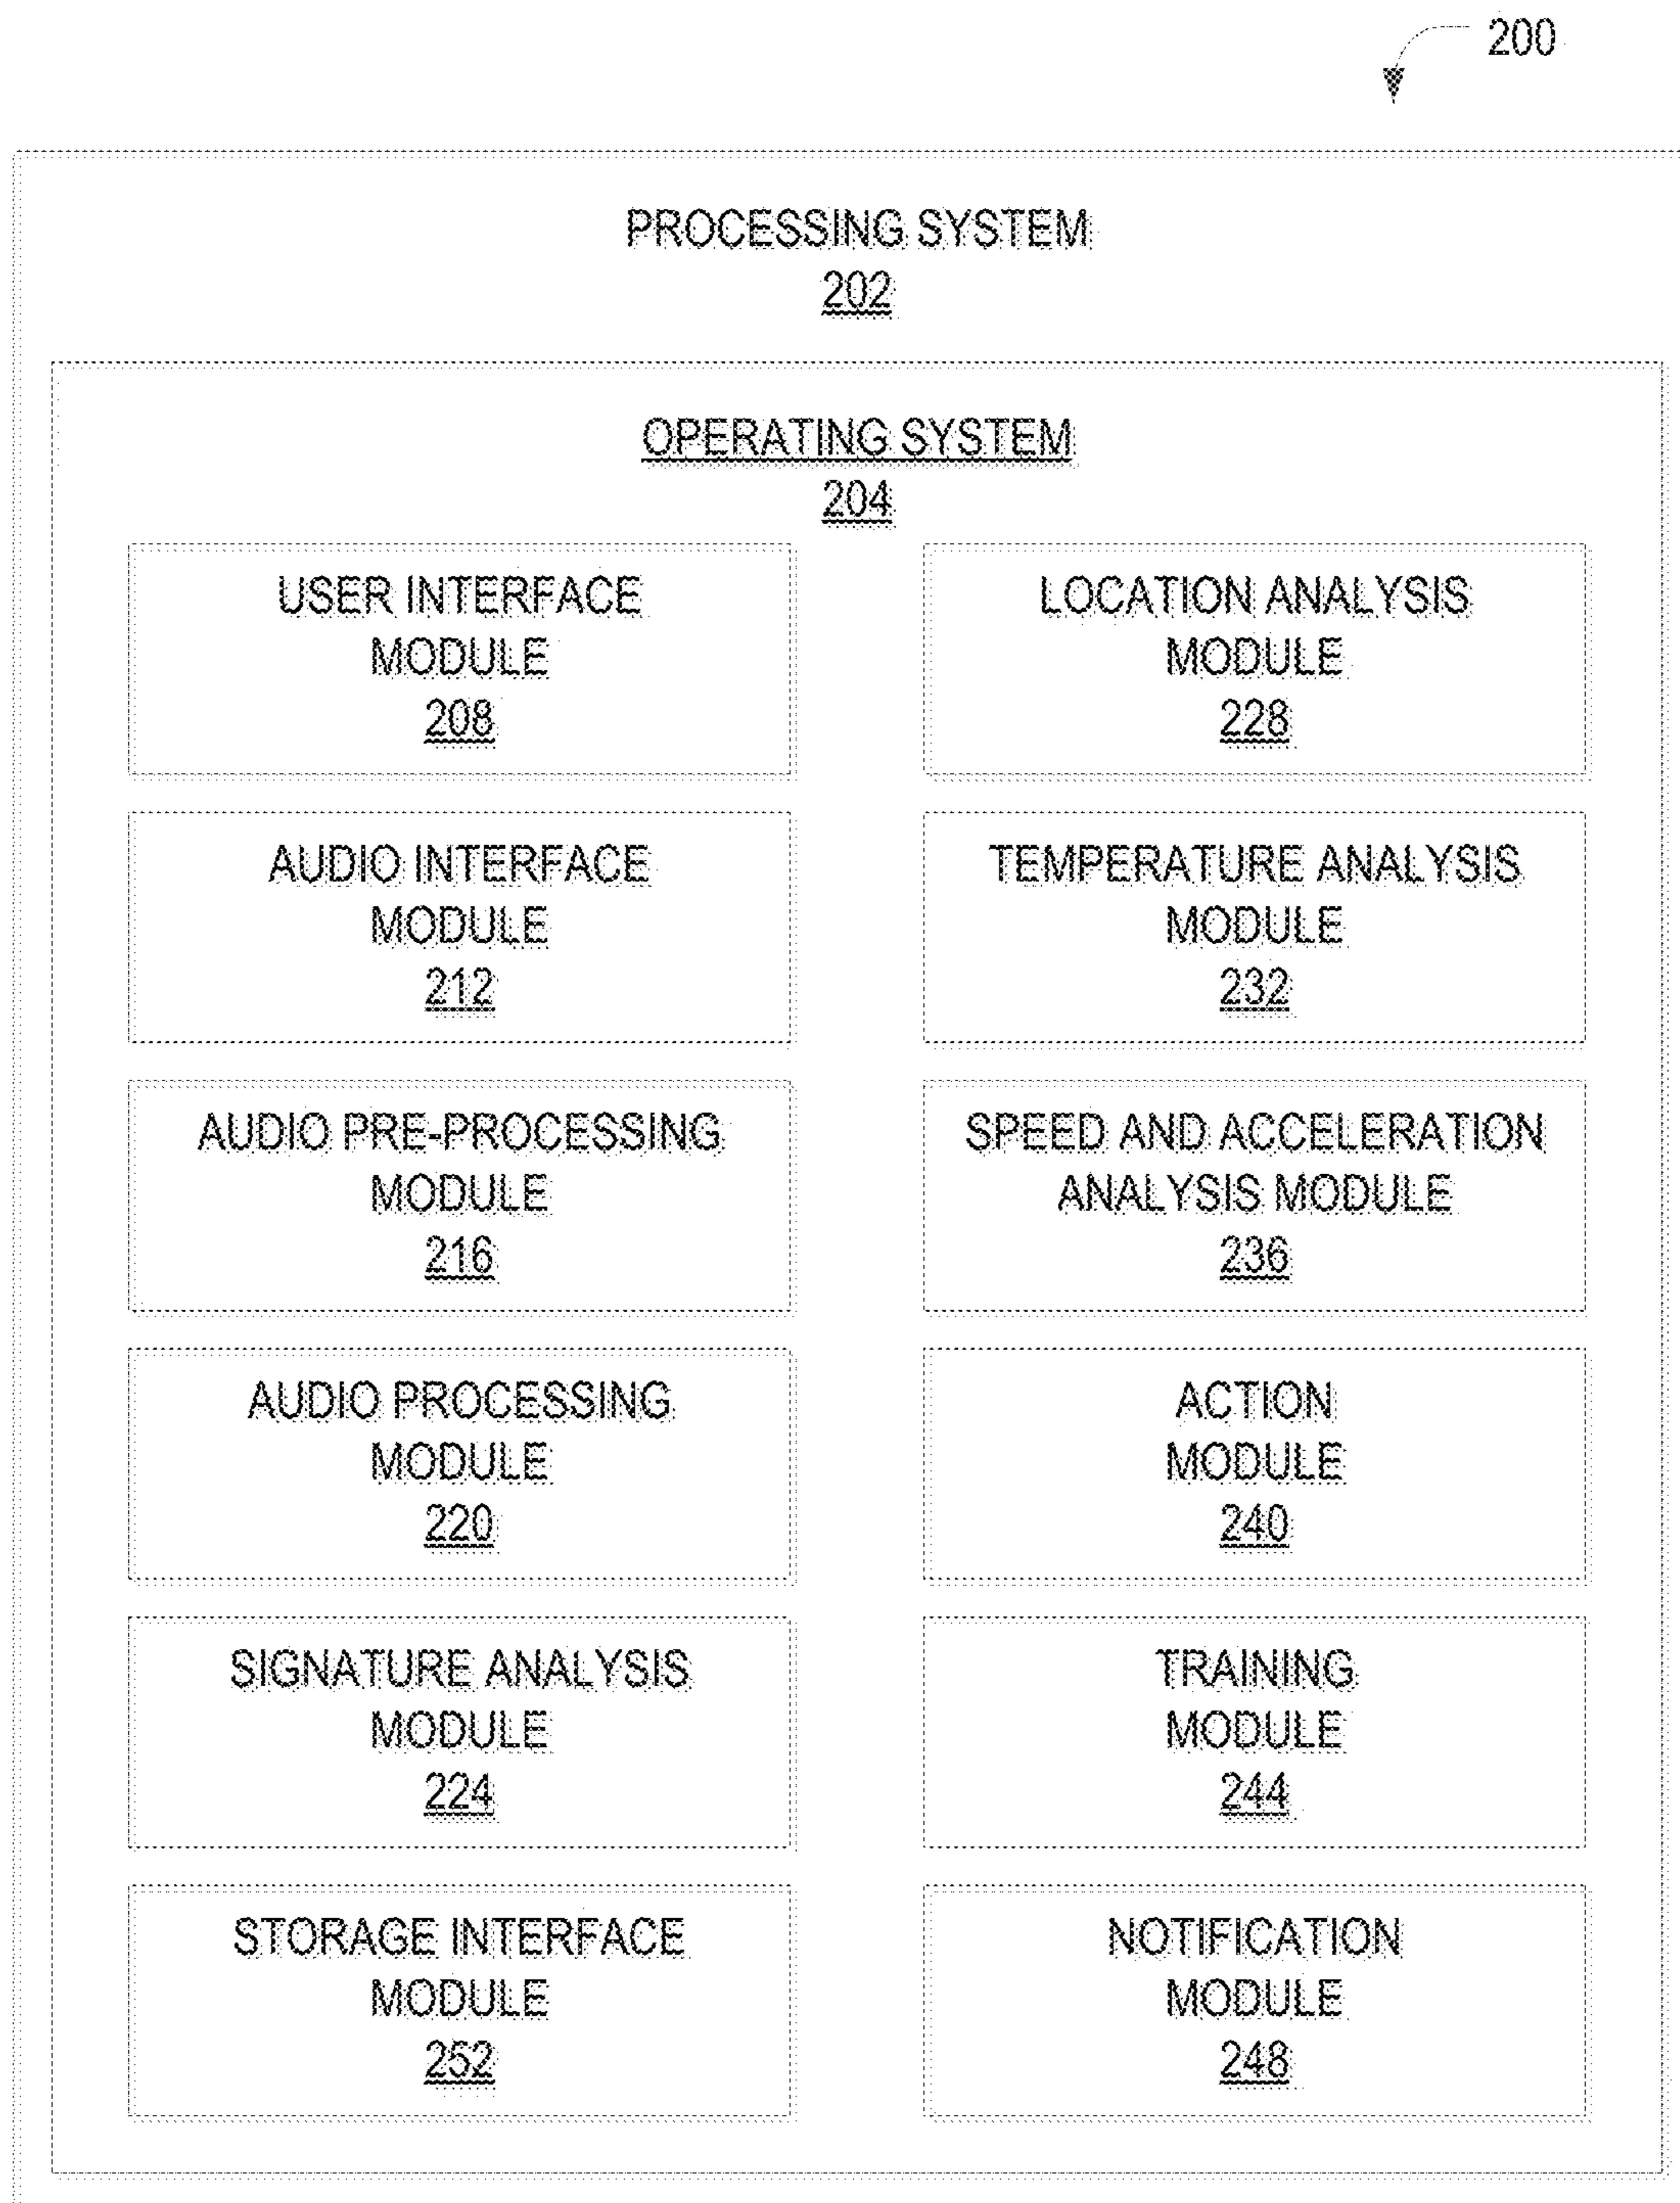 200
PROCESSING SYSTEM
202
OPERATING SYSTEM
204
USER INTERFACE
MODULE
208
LOCATION ANALYSIS
MODULE
228
AUDIO INTERFACE
MODULE
212
TEMPERATURE ANALYSIS
MODULE
232
AUDIO PRE-PROCESSING
MODULE
216
SPEED AND ACCELERATION
ANALYSIS MODULE
236
AUDIO PROCESSING
MODULE
220
ACTION
MODULE
240
SIGNATURE ANALYSIS
MODULE
224
TRAINING
MODULE
244
STORAGE INTERFACE
MODULE
252
NOTIFICATION
MODULE
248